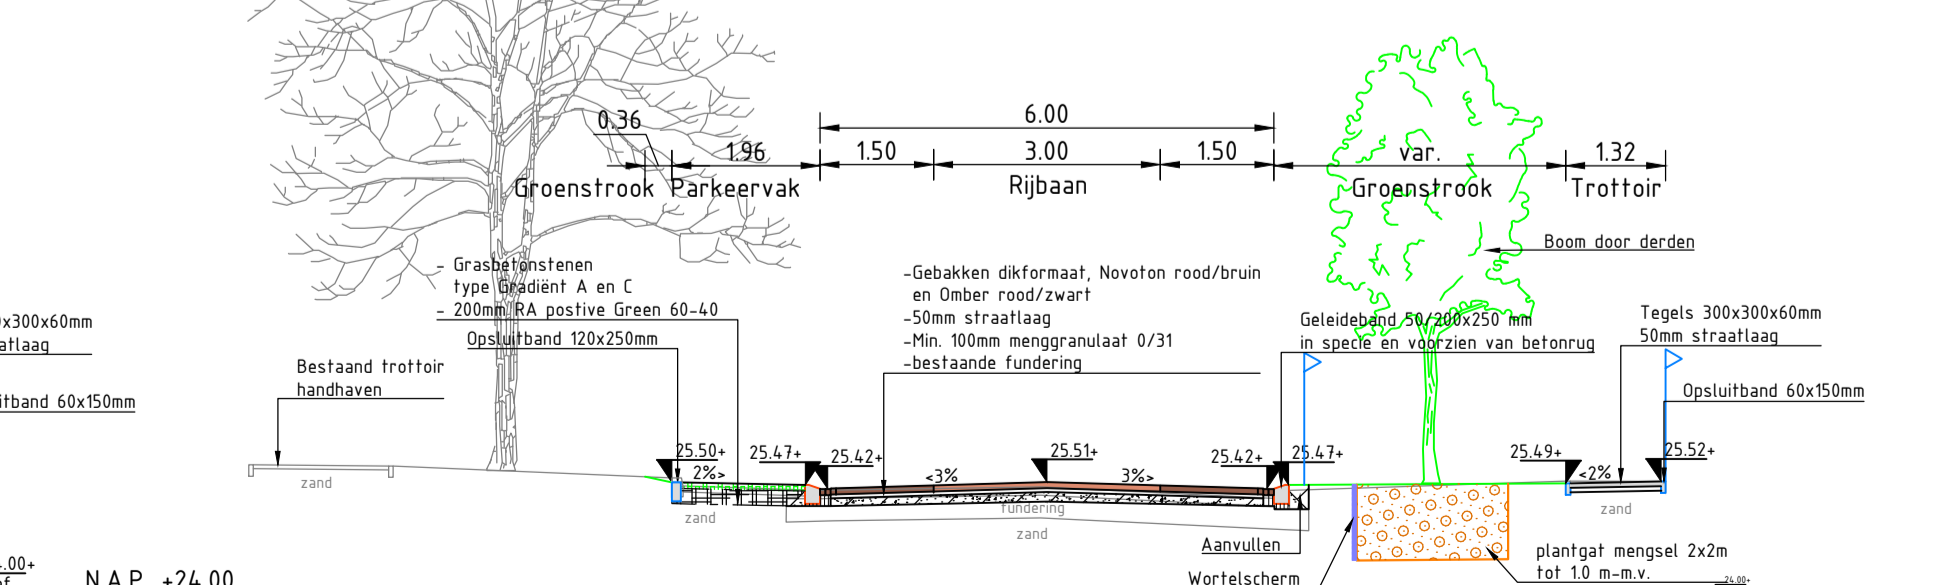 6.00
0.36
1.96
1.50
3.00
1.50
var.
1.32
Groenstrook
Parkeervak
Rijbaan
Groenstrook
Trottoir
Boom door derden
- Grasbetonstenen
type Gradiënt A en C
- 200mm RA postive Green 60-40
Opsluitband 120x250mm
-Gebakken dikformaat, Novoton rood/bruin
en Omber rood/zwart
-50mm straatlaag
-Min. 100mm menggranulaat 0/31
-bestaande fundering
Geleideband 50/200x250 mm
in specie en voorzien van betonrug
Tegels 300x300x60mm
50mm straatlaag
x300x60mm
atlaag
Bestaand trottoir
handhaven
itband 60x150mm
Opsluitband 60x150mm
25.50+
25.47+
25.42+
25.51+
25.42+
25.47+
25.49+
25.52+
2%>
<3%
3%>
<2%
zand
zand
fundering
zand
zand
Aanvullen
Wortelscherm
plantgat mengsel 2x2m
tot 1.0 m-m.v.
.00+
N.A.P. +24.00
24.00+